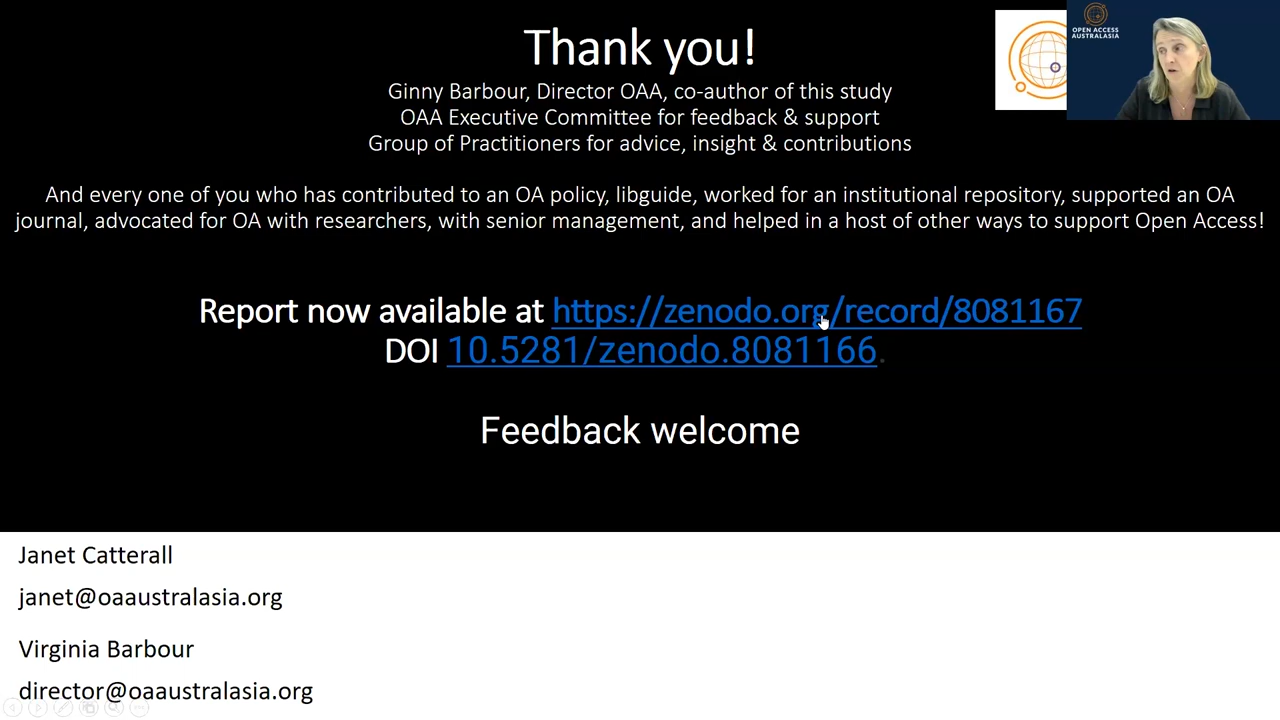 Thank you!
Ginny Barbour, Director OAA, co-author of this study
OAA Executive Committee for feedback & support
Group of Practitioners for advice, insight & contributions
And every one of you who has contributed to an OA policy, libguide, worked for an institutional repository, supported an OA
journal, advocated for OA with researchers, with senior management, and helped in a host of other ways to support Open Access!
Report now available at https://zenodo.org/record/8081167
DOI 10.5281/zenodo.8081166.
Feedback welcome
OPEN ACCESS
AUSTRALASIA
Janet Catterall
janet@oaaustralasia.org
Virginia Barbour
director@oaaustralasia.org